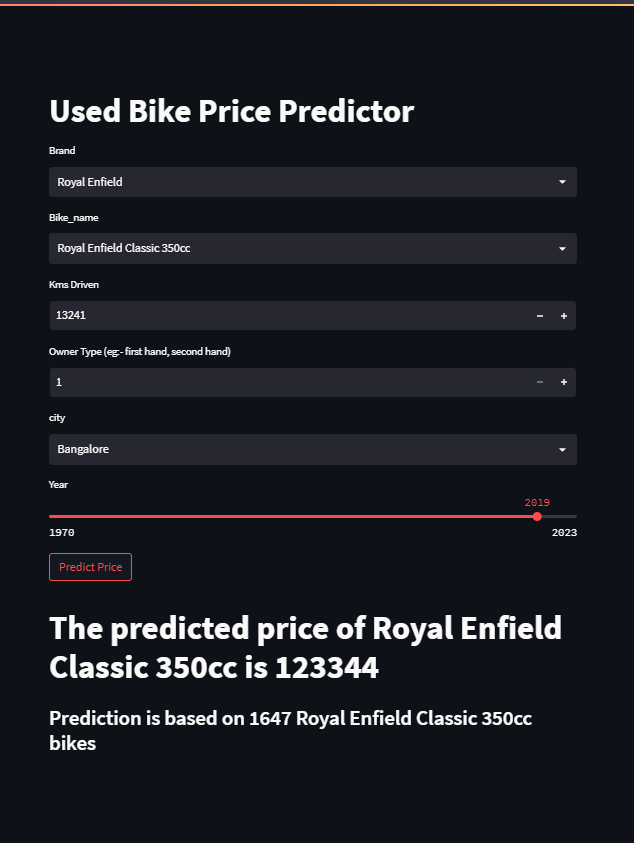 Used Bike Price Predictor
Brand
Royal Enfield
Bike_name
Royal Enfield Classic 350cc
Kms Driven
13241
Owner Type (eg:- first hand, second hand)
1
city
Bangalore
Year
2019
1970 2023
Predict Price
The predicted price of Royal Enfield
Classic 350cc is 123344
Prediction is based on 1647 Royal Enfield Classic 350cc
bikes